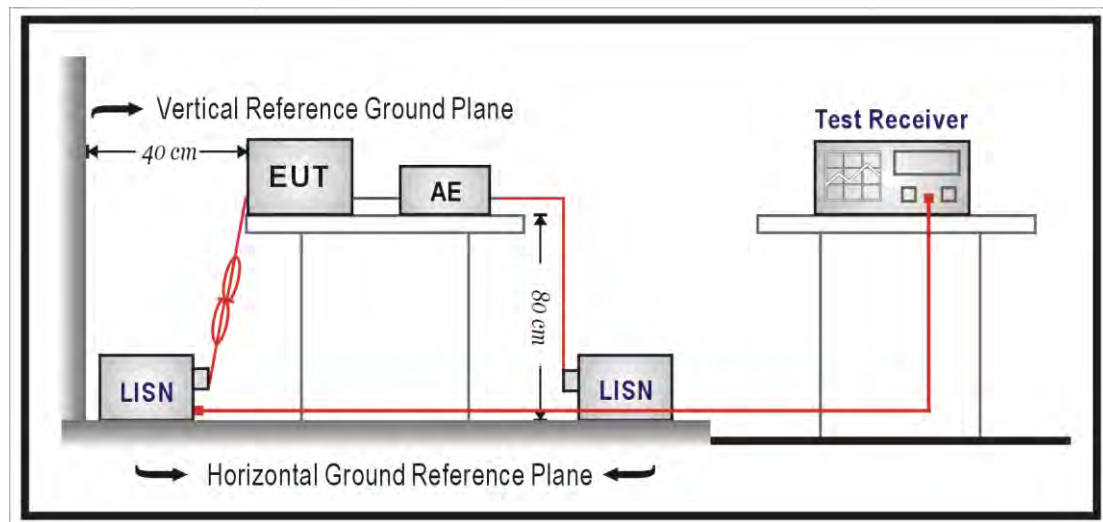 Vertical Reference Ground Plane
40 cm
EUT
AE
Test Receiver
80 cm
LISN
LISN
Horizontal Ground Reference Plane